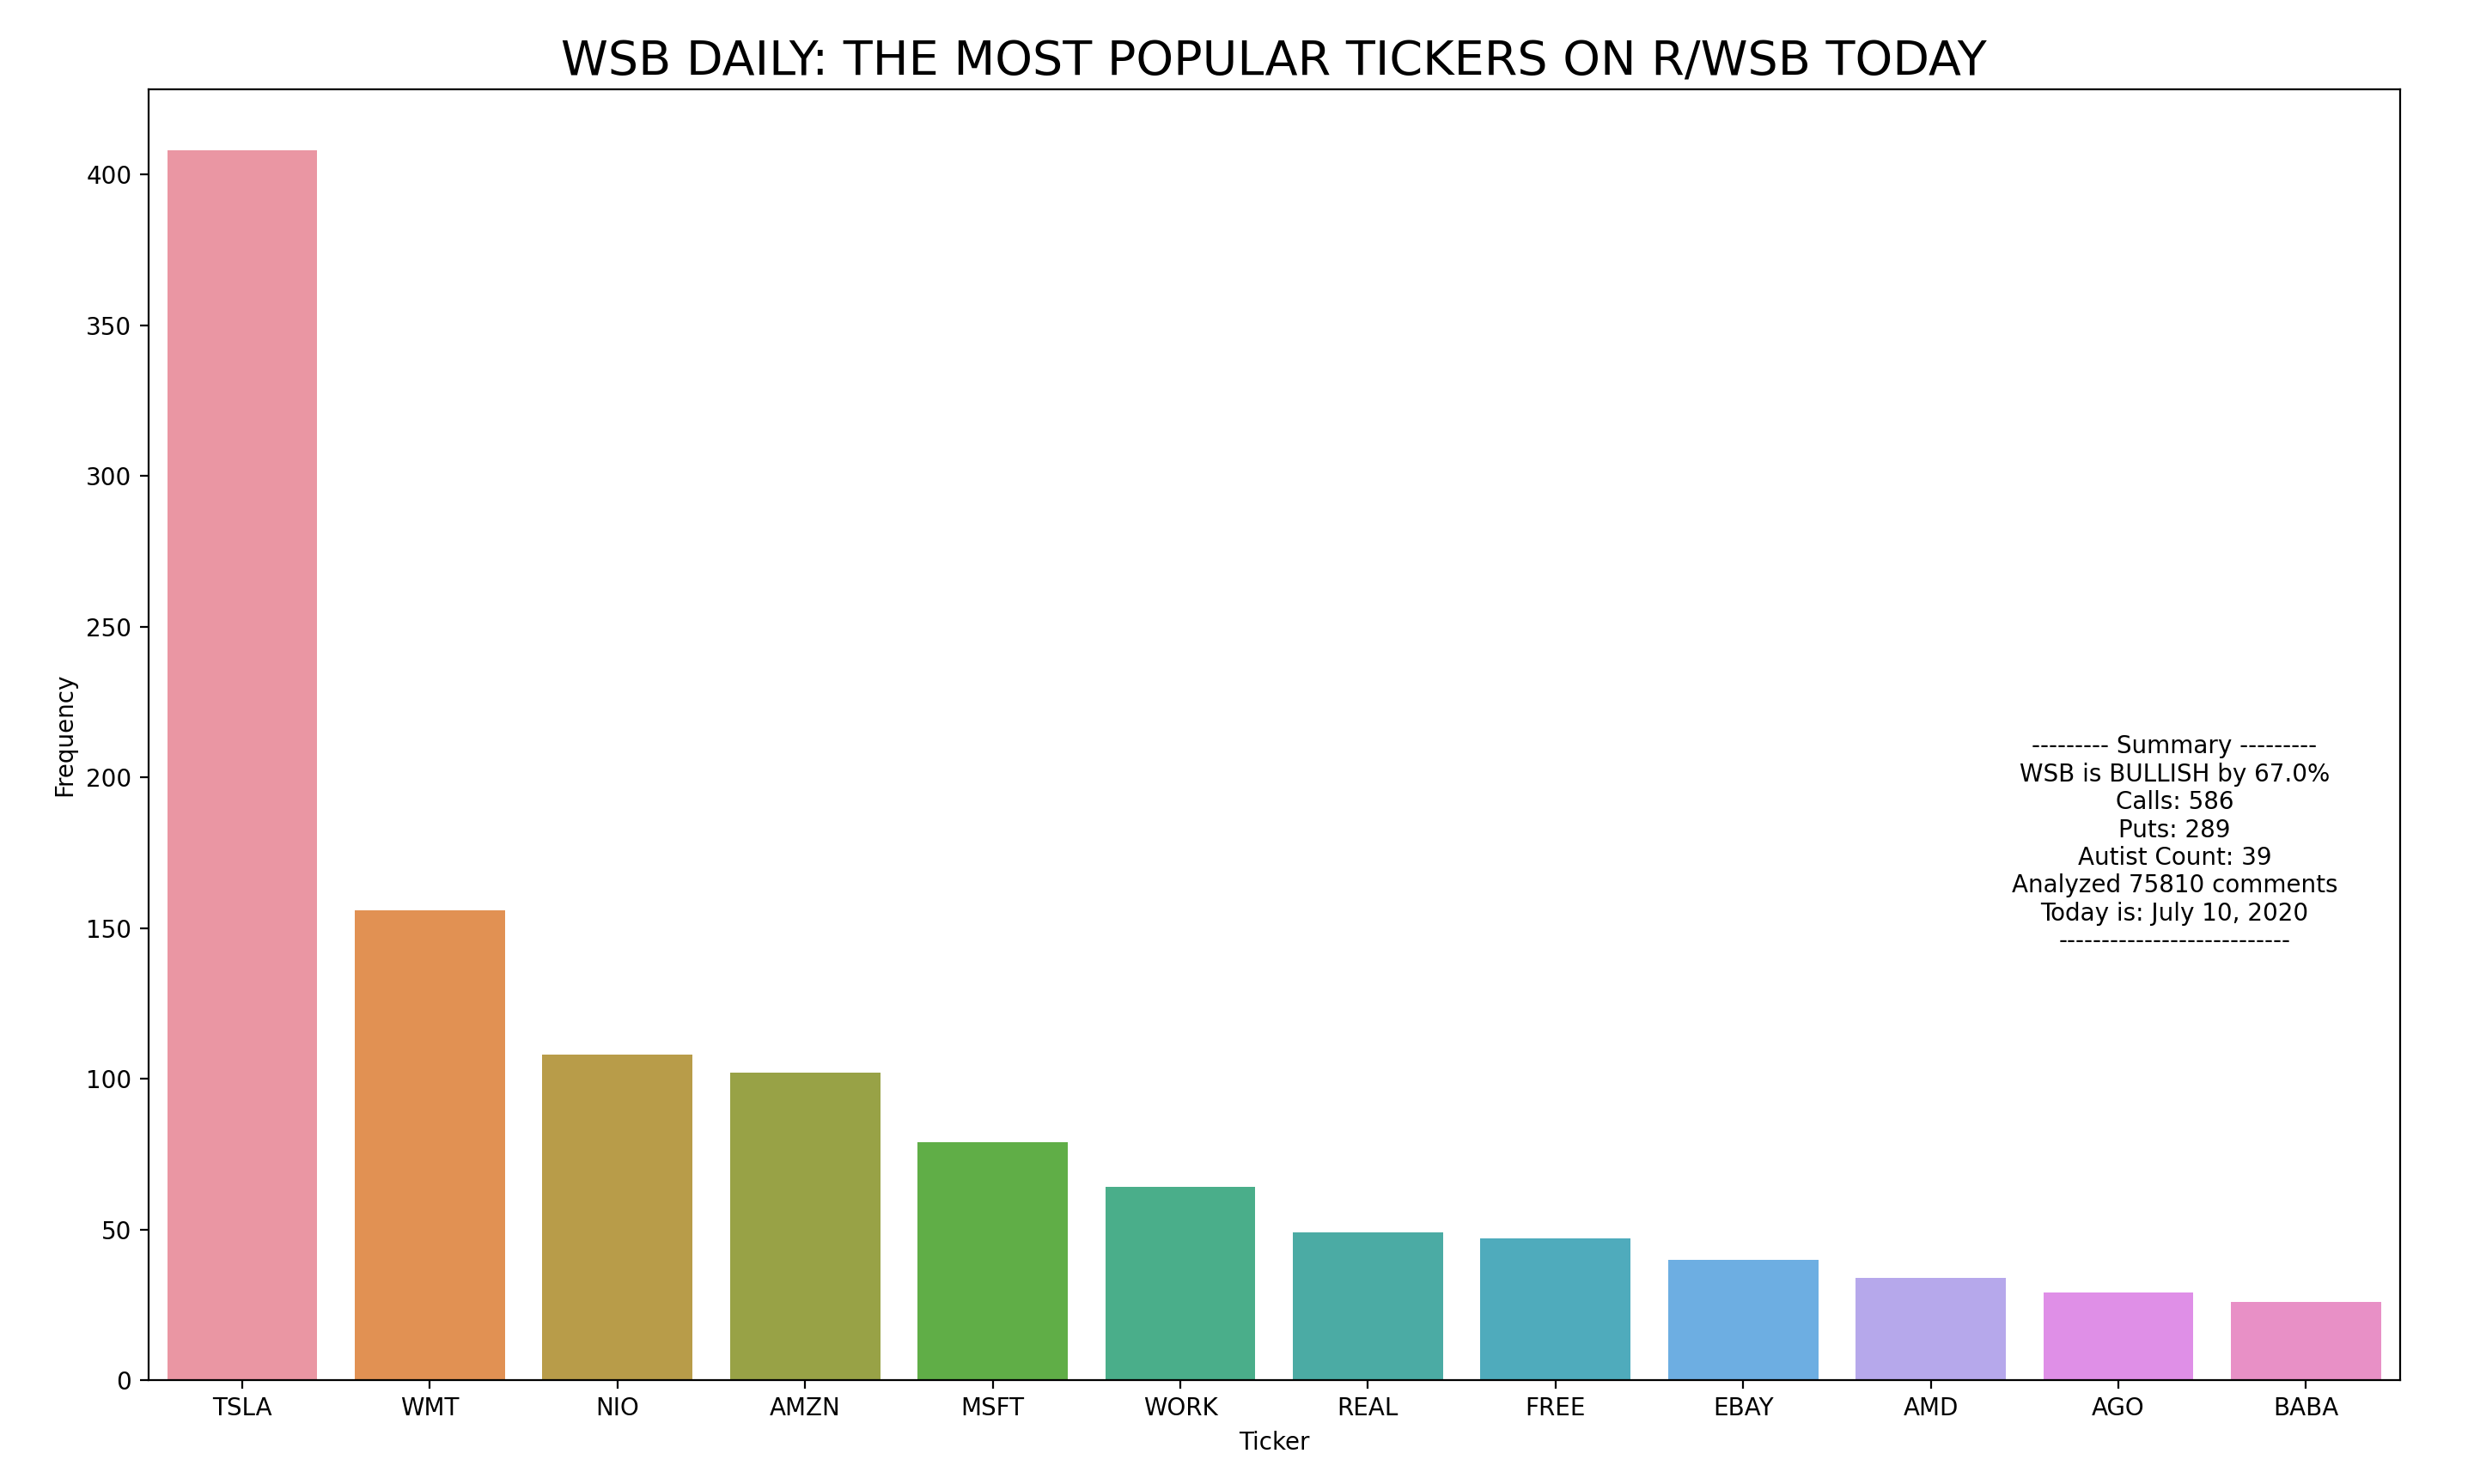 WSB DAILY: THE MOST POPULAR TICKERS ON R/WSB TODAY
400
350
300
250
200
150
100
50
0
Frequency
--------- Summary ---------
WSB is BULLISH by 67.0%
Calls: 586
Puts: 289
Autist Count: 39
Analyzed 75810 comments
Today is: July 10, 2020
---------------------------
TSLA WMT NIO AMZN MSFT WORK REAL FREE EBAY AMD AGO BABA
Ticker